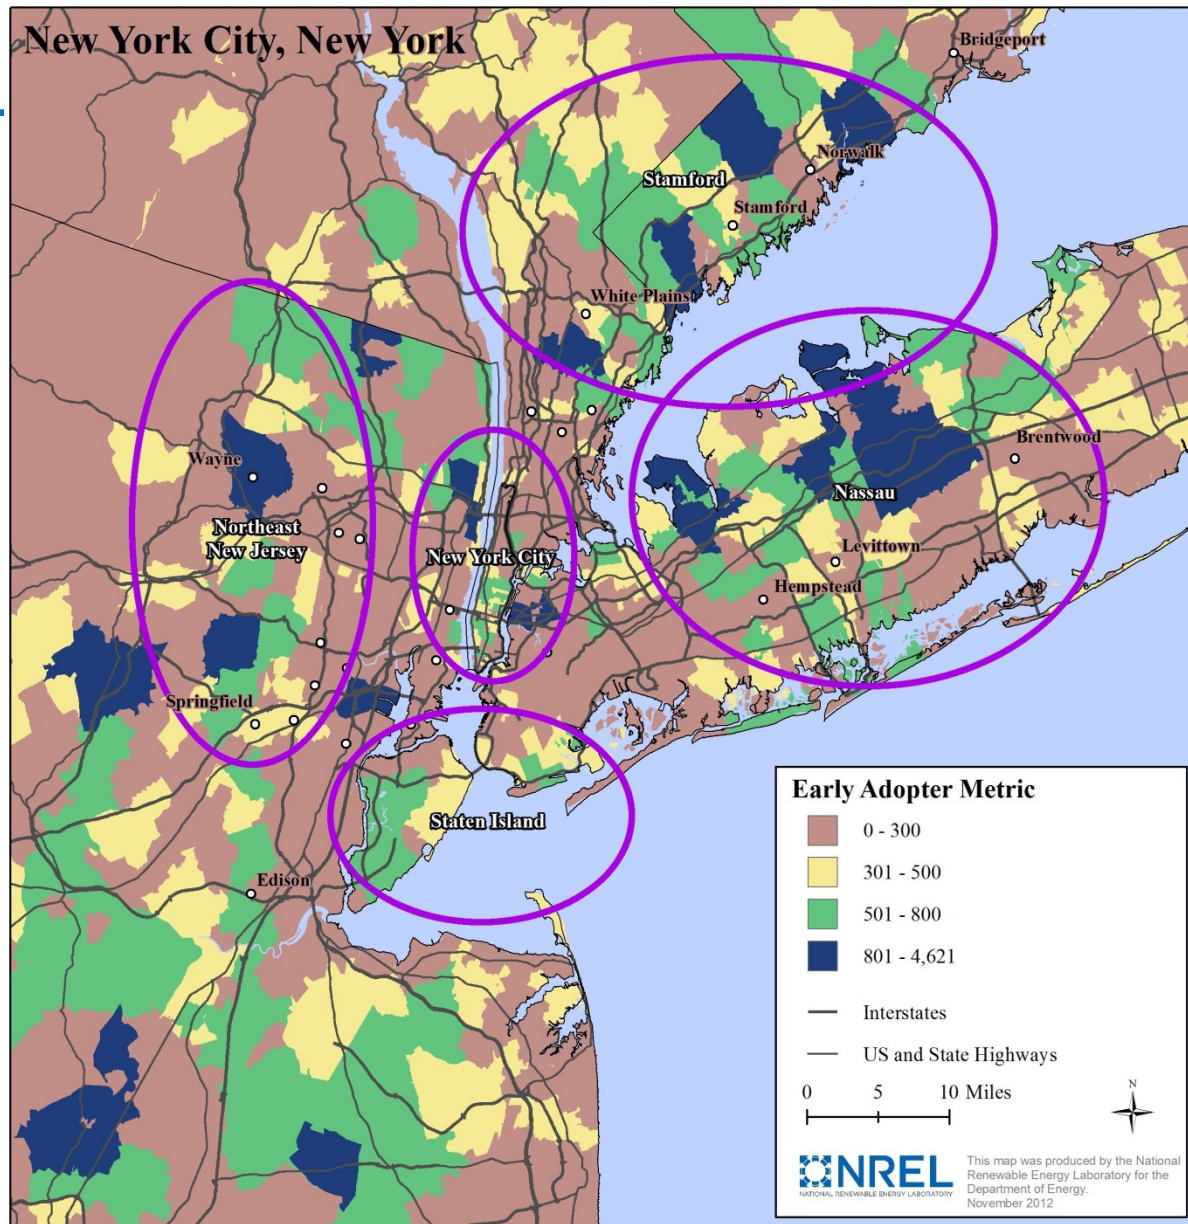 New York City, New York
Bridgeport
Norwalk
Stamford
Stamford
White Plains
Brentwood
Wayne
Nassau
Northeast
New Jersey
New York City
Levittown
Hempstead
Springfield
Staten Island
Edison
Early Adopter Metric
0 - 300
301 - 500
501 - 800
801 - 4,621
Interstates
US and State Highways
0 5 10 Miles
N
NREL
NATIONAL RENEWABLE ENERGY LABORATORY
This map was produced by the National
Renewable Energy Laboratory for the
Department of Energy.
November 2012